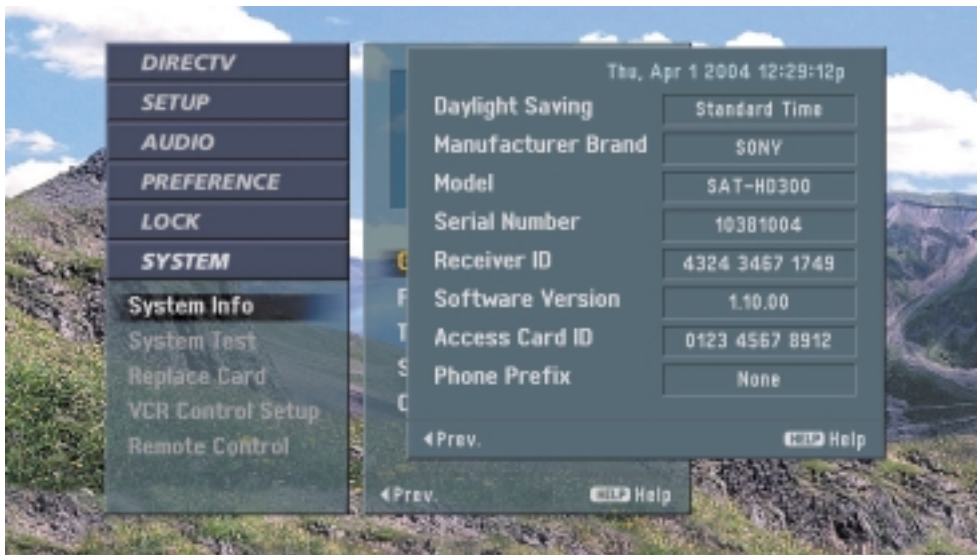 DIRECTV
SETUP
AUDIO
PREFERENCE
LOCK
SYSTEM
System Info
System Test
Replace Card
VCR Control Setup
Remote Control
Thu, Apr 1 2004 12:29:12p
Daylight Saving Standard Time
Manufacturer Brand SONY
Model SAT-HD300
Serial Number 10381004
Receiver ID 4324 3467 1749
Software Version 1.10.00
Access Card ID 0123 4567 8912
Phone Prefix None
Prev. HELP Help
Prev. HELP Help